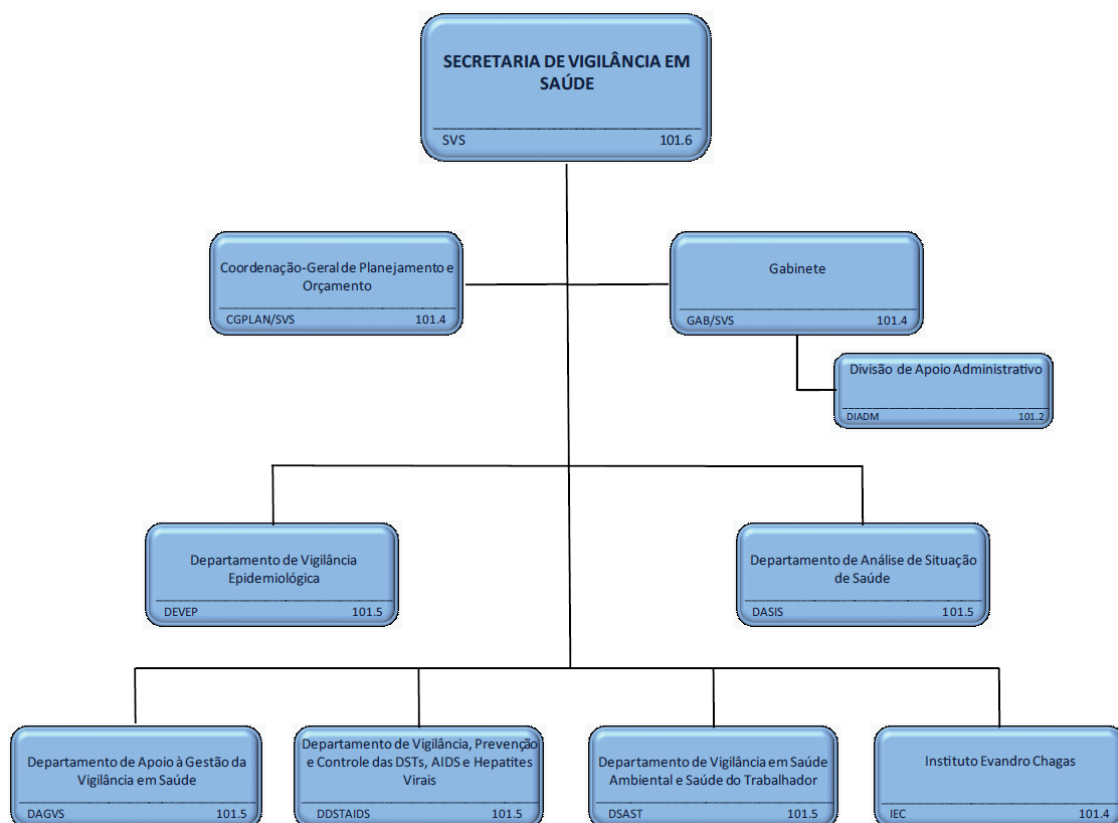 SECRETARIA DE VIGILÂNCIA EM
SAÚDE
SVS 101.6
Coordenação-Geral de Planejamento e
Orçamento
CGPLAN/SVS 101.4
Gabinete
GAB/SVS 101.4
Divisão de Apoio Administrativo
DIADM 101.2
Departamento de Vigilância
Epidemiológica
DEVEP 101.5
Departamento de Análise de Situação
de Saúde
DASIS 101.5
Departamento de Apoio à Gestão da
Vigilância em Saúde
DAGVS 101.5
Departamento de Vigilância, Prevenção
e Controle das DSTs, AIDS e Hepatites
Virais
DDSTAIDS 101.5
Departamento de Vigilância em Saúde
Ambiental e Saúde do Trabalhador
DSAST 101.5
Instituto Evandro Chagas
IEC 101.4